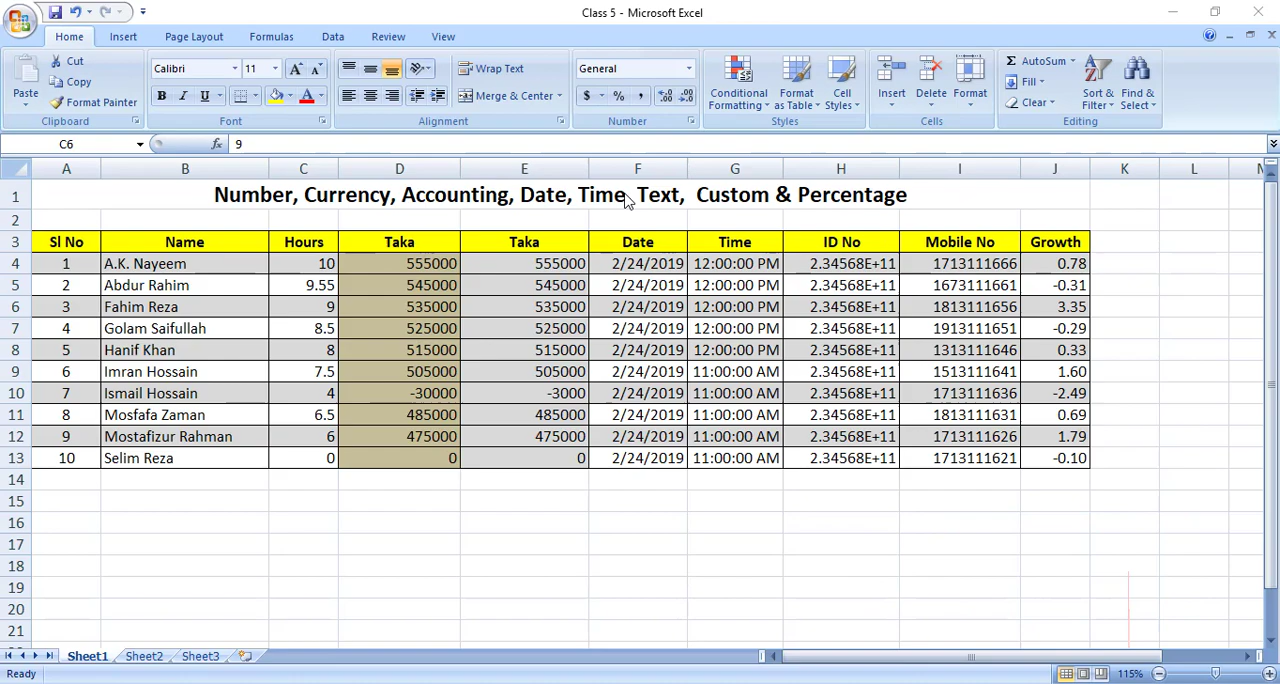 Class 5 - Microsoft Excel
Home Insert Page Layout Formulas Data Review View
Paste Cut Copy Format Painter Clipboard
Calibri 11 A A B I U A Font
Wrap Text Merge & Center Alignment
General $ % , .0 .00 .00 .0 Number
Conditional Formatting Format as Table Cell Styles Styles
Insert Delete Format Cells
Σ AutoSum Fill Clear Sort & Filter Find & Select Editing
C6 fx 9
A B C D E F G H I J K L
1 Number, Currency, Accounting, Date, Time, Text, Custom & Percentage
2
3 Sl No Name Hours Taka Taka Date Time ID No Mobile No Growth
4 1 A.K. Nayeem 10 555000 555000 2/24/2019 12:00:00 PM 2.34568E+11 1713111666 0.78
5 2 Abdur Rahim 9.55 545000 545000 2/24/2019 12:00:00 PM 2.34568E+11 1673111661 -0.31
6 3 Fahim Reza 9 535000 535000 2/24/2019 12:00:00 PM 2.34568E+11 1813111656 3.35
7 4 Golam Saifullah 8.5 525000 525000 2/24/2019 12:00:00 PM 2.34568E+11 1913111651 -0.29
8 5 Hanif Khan 8 515000 515000 2/24/2019 12:00:00 PM 2.34568E+11 1313111646 0.33
9 6 Imran Hossain 7.5 505000 505000 2/24/2019 11:00:00 AM 2.34568E+11 1513111641 1.60
10 7 Ismail Hossain 4 -30000 -3000 2/24/2019 11:00:00 AM 2.34568E+11 1713111636 -2.49
11 8 Mosfafa Zaman 6.5 485000 485000 2/24/2019 11:00:00 AM 2.34568E+11 1813111631 0.69
12 9 Mostafizur Rahman 6 475000 475000 2/24/2019 11:00:00 AM 2.34568E+11 1713111626 1.79
13 10 Selim Reza 0 0 0 2/24/2019 11:00:00 AM 2.34568E+11 1713111621 -0.10
14
15
16
17
18
19
20
21
Sheet1 Sheet2 Sheet3
Ready 115%